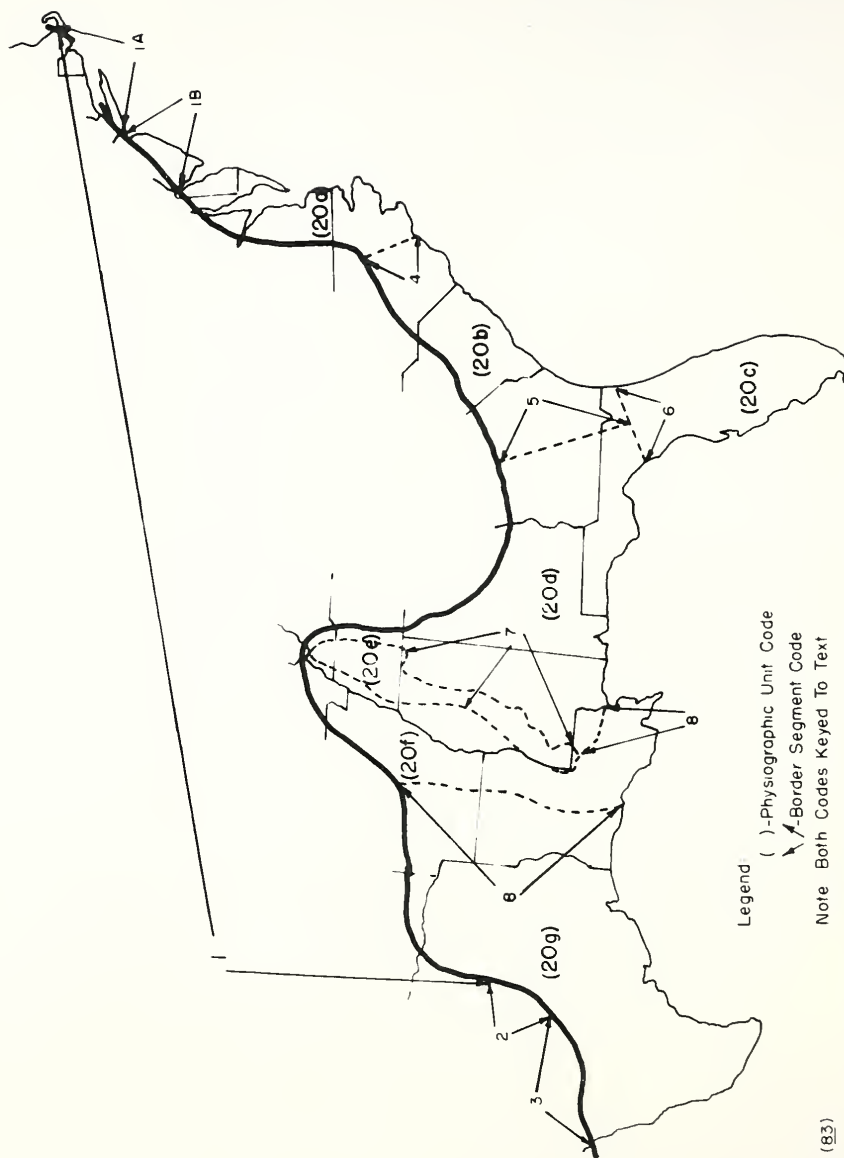 1A
1B
1
(20a)
4
(20b)
5
6
(20c)
(20d)
7
(20e)
8
(20f)
8
(20g)
2
3
Legend:
( )-Physiographic Unit Code
-Border Segment Code
Note Both Codes Keyed To Text
(83)